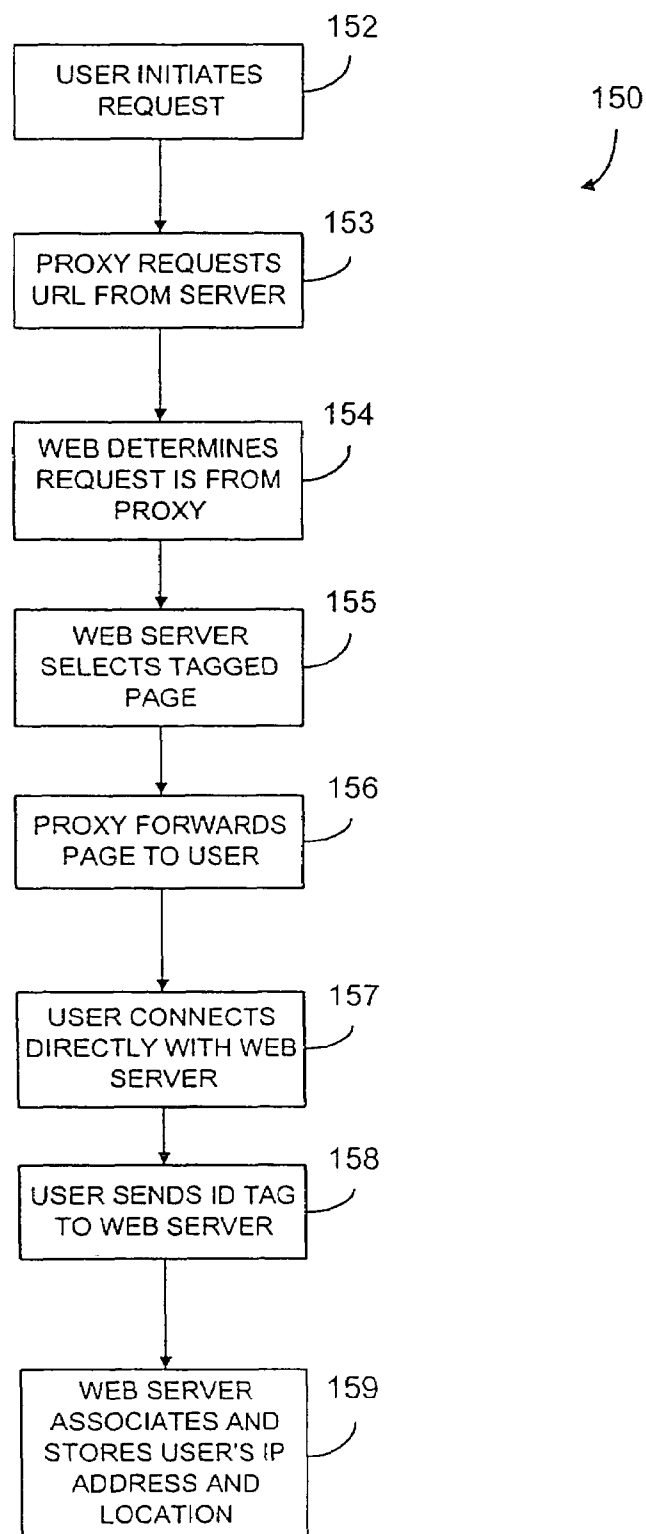 152
USER INITIATES
REQUEST
150
153
PROXY REQUESTS
URL FROM SERVER
154
WEB DETERMINES
REQUEST IS FROM
PROXY
155
WEB SERVER
SELECTS TAGGED
PAGE
156
PROXY FORWARDS
PAGE TO USER
157
USER CONNECTS
DIRECTLY WITH WEB
SERVER
158
USER SENDS ID TAG
TO WEB SERVER
159
WEB SERVER
ASSOCIATES AND
STORES USER'S IP
ADDRESS AND
LOCATION